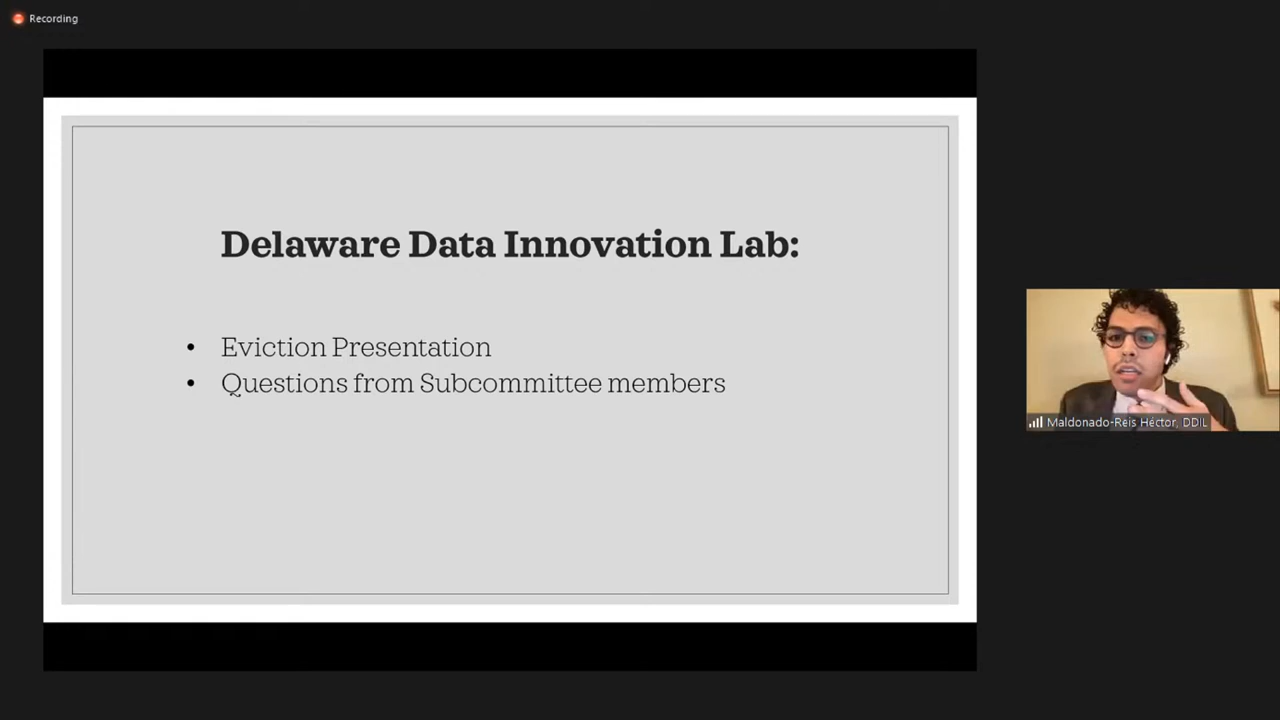 Recording
Delaware Data Innovation Lab:
• Eviction Presentation
• Questions from Subcommittee members
Maldonado-Reis Héctor, DDIL